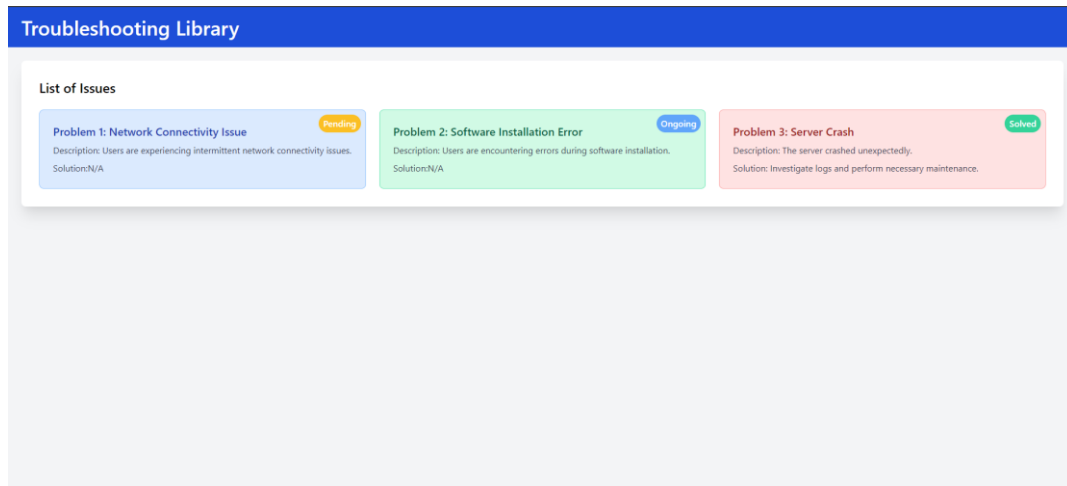 Troubleshooting Library
List of Issues
Pending
Problem 1: Network Connectivity Issue
Description: Users are experiencing intermittent network connectivity issues.
Solution:N/A
Ongoing
Problem 2: Software Installation Error
Description: Users are encountering errors during software installation.
Solution:N/A
Solved
Problem 3: Server Crash
Description: The server crashed unexpectedly.
Solution: Investigate logs and perform necessary maintenance.